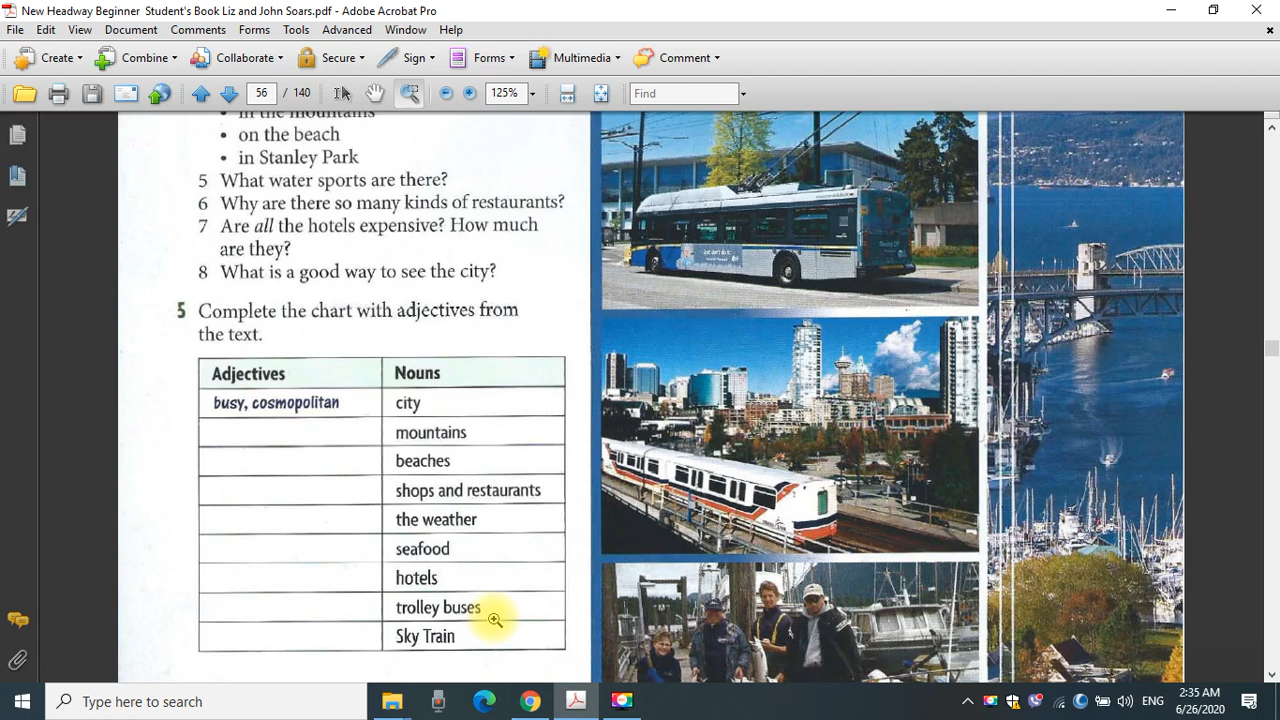 New Headway Beginner Student's Book Liz and John Soars.pdf - Adobe Acrobat Pro
File Edit View Document Comments Forms Tools Advanced Window Help
Create Combine Collaborate Secure Sign Forms Multimedia Comment
56 / 140 125% Find
• in the mountains
• on the beach
• in Stanley Park
5 What water sports are there?
6 Why are there so many kinds of restaurants?
7 Are all the hotels expensive? How much
are they?
8 What is a good way to see the city?
5 Complete the chart with adjectives from
the text.
Adjectives Nouns
busy, cosmopolitan city
mountains
beaches
shops and restaurants
the weather
seafood
hotels
trolley buses
Sky Train
Type here to search
ENG
2:35 AM
6/26/2020